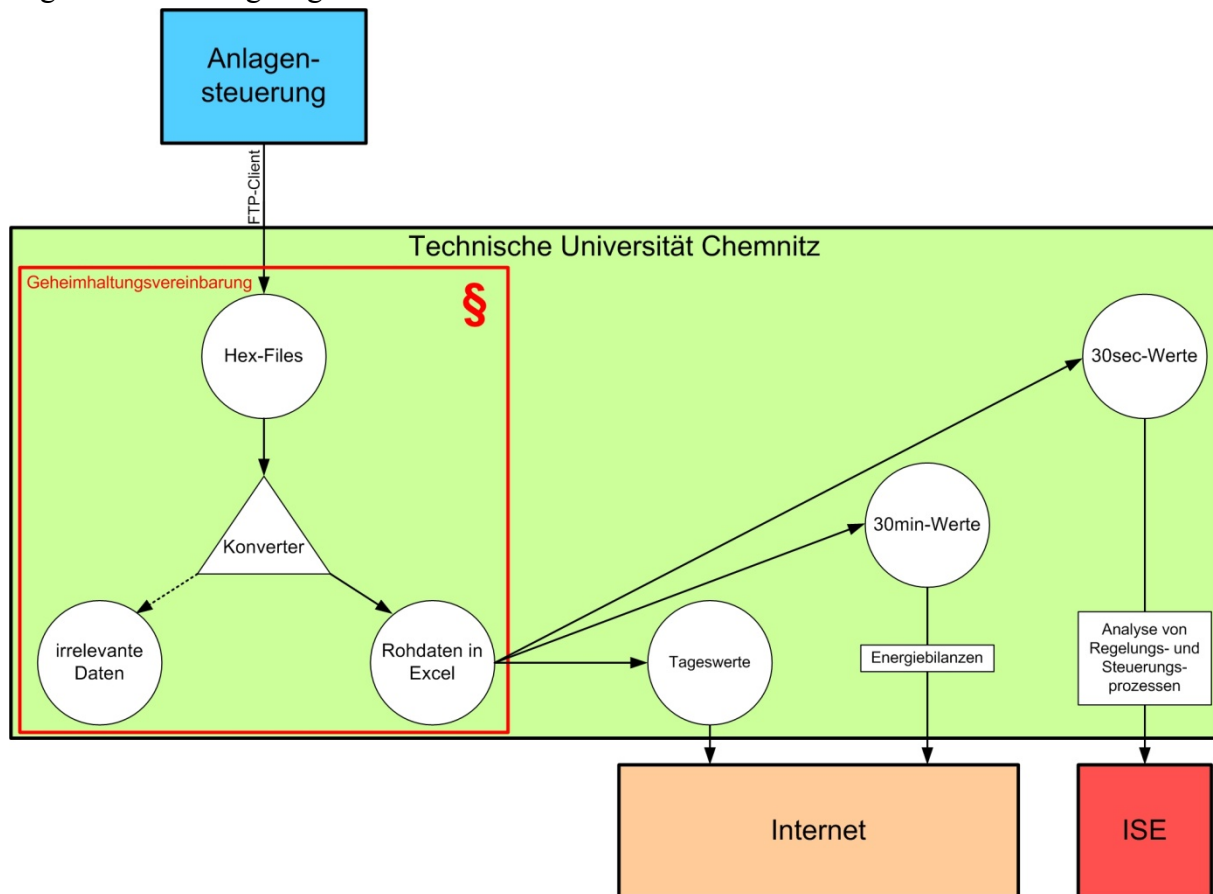 Anlagen-
steuerung
FTP-Client
Technische Universität Chemnitz
Geheimhaltungsvereinbarung
§
Hex-Files
30sec-Werte
30min-Werte
Konverter
irrelevante
Daten
Rohdaten in
Excel
Tageswerte
Energiebilanzen
Analyse von
Regelungs- und
Steuerungs-
prozessen
Internet
ISE